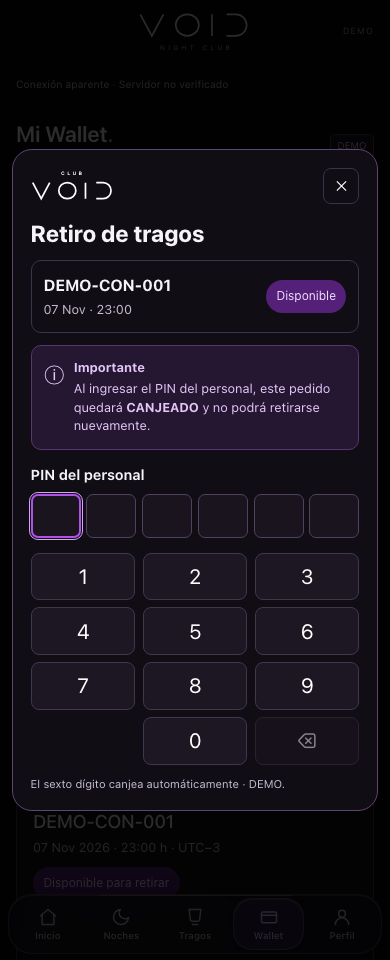 VOID
NIGHT CLUB
DEMO
Conexión aparente · Servidor no verificado
Mi Wallet.
DEMO
CLUB
VOID
Retiro de tragos
DEMO-CON-001
07 Nov · 23:00
Disponible
Importante
Al ingresar el PIN del personal, este pedido
quedará CANJEADO y no podrá retirarse
nuevamente.
PIN del personal
1 2 3
4 5 6
7 8 9
0
El sexto dígito canjea automáticamente · DEMO.
DEMO-CON-001
07 Nov 2026 · 23:00 h · UTC−3
Disponible para retirar
Inicio Noches Tragos Wallet Perfil